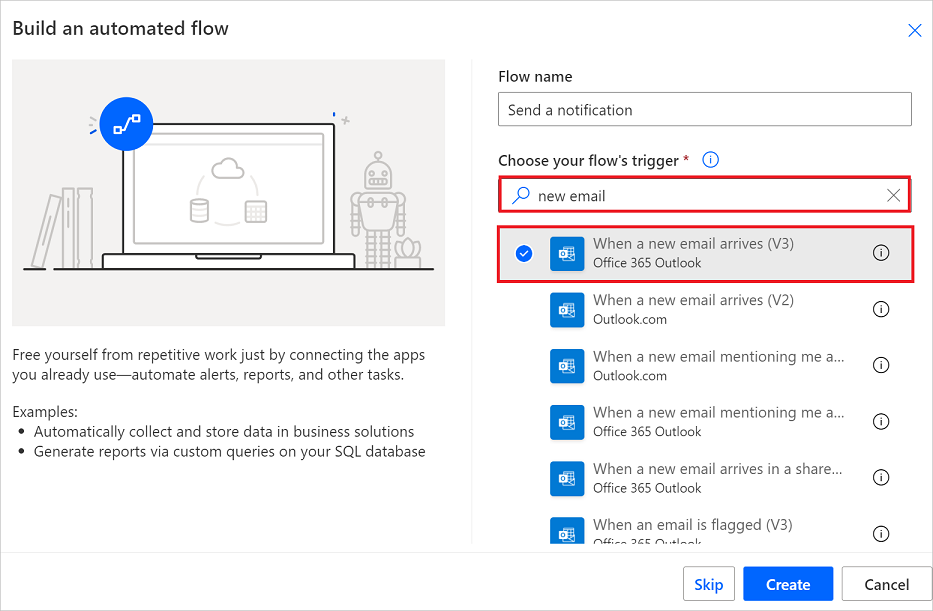 Build an automated flow
Free yourself from repetitive work just by connecting the apps
you already use—automate alerts, reports, and other tasks.
Examples:
• Automatically collect and store data in business solutions
• Generate reports via custom queries on your SQL database
Flow name
Send a notification
Choose your flow's trigger *
new email
When a new email arrives (V3)
Office 365 Outlook
When a new email arrives (V2)
Outlook.com
When a new email mentioning me a...
Outlook.com
When a new email mentioning me a...
Office 365 Outlook
When a new email arrives in a share...
Office 365 Outlook
When an email is flagged (V3)
Office 365 Outlook
Skip
Create
Cancel